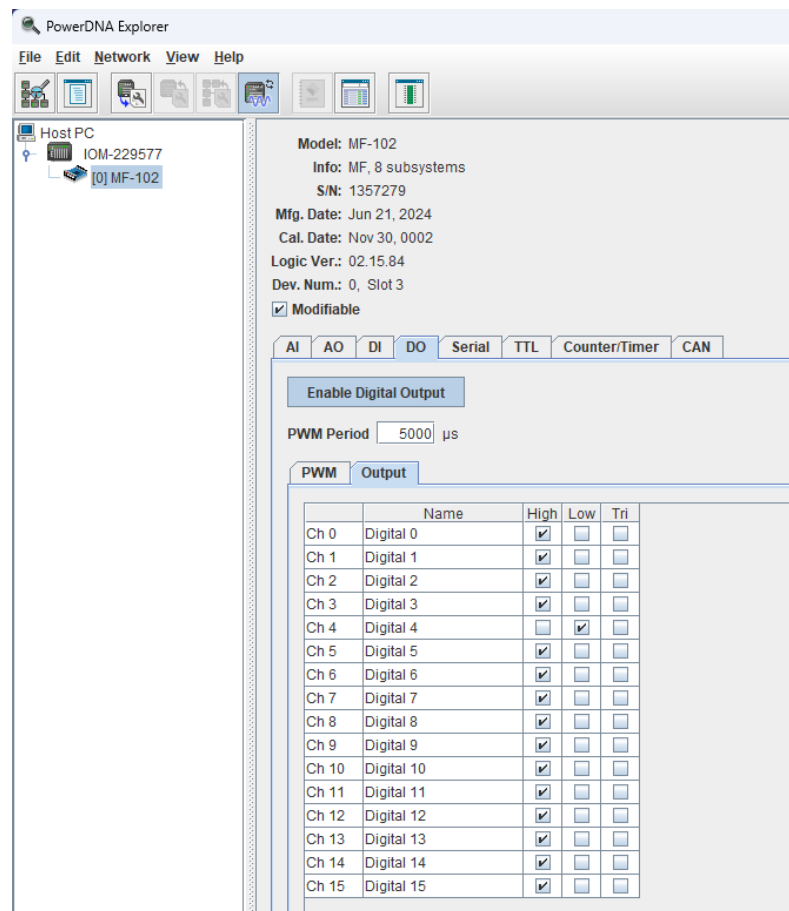 PowerDNA Explorer
File Edit Network View Help
Host PC
IOM-229577
[0] MF-102
Model: MF-102
Info: MF, 8 subsystems
S/N: 1357279
Mfg. Date: Jun 21, 2024
Cal. Date: Nov 30, 0002
Logic Ver.: 02.15.84
Dev. Num.: 0, Slot 3
Modifiable
AI AO DI DO Serial TTL Counter/Timer CAN
Enable Digital Output
PWM Period 5000 µs
PWM Output
Name High Low Tri
Ch 0 Digital 0
Ch 1 Digital 1
Ch 2 Digital 2
Ch 3 Digital 3
Ch 4 Digital 4
Ch 5 Digital 5
Ch 6 Digital 6
Ch 7 Digital 7
Ch 8 Digital 8
Ch 9 Digital 9
Ch 10 Digital 10
Ch 11 Digital 11
Ch 12 Digital 12
Ch 13 Digital 13
Ch 14 Digital 14
Ch 15 Digital 15